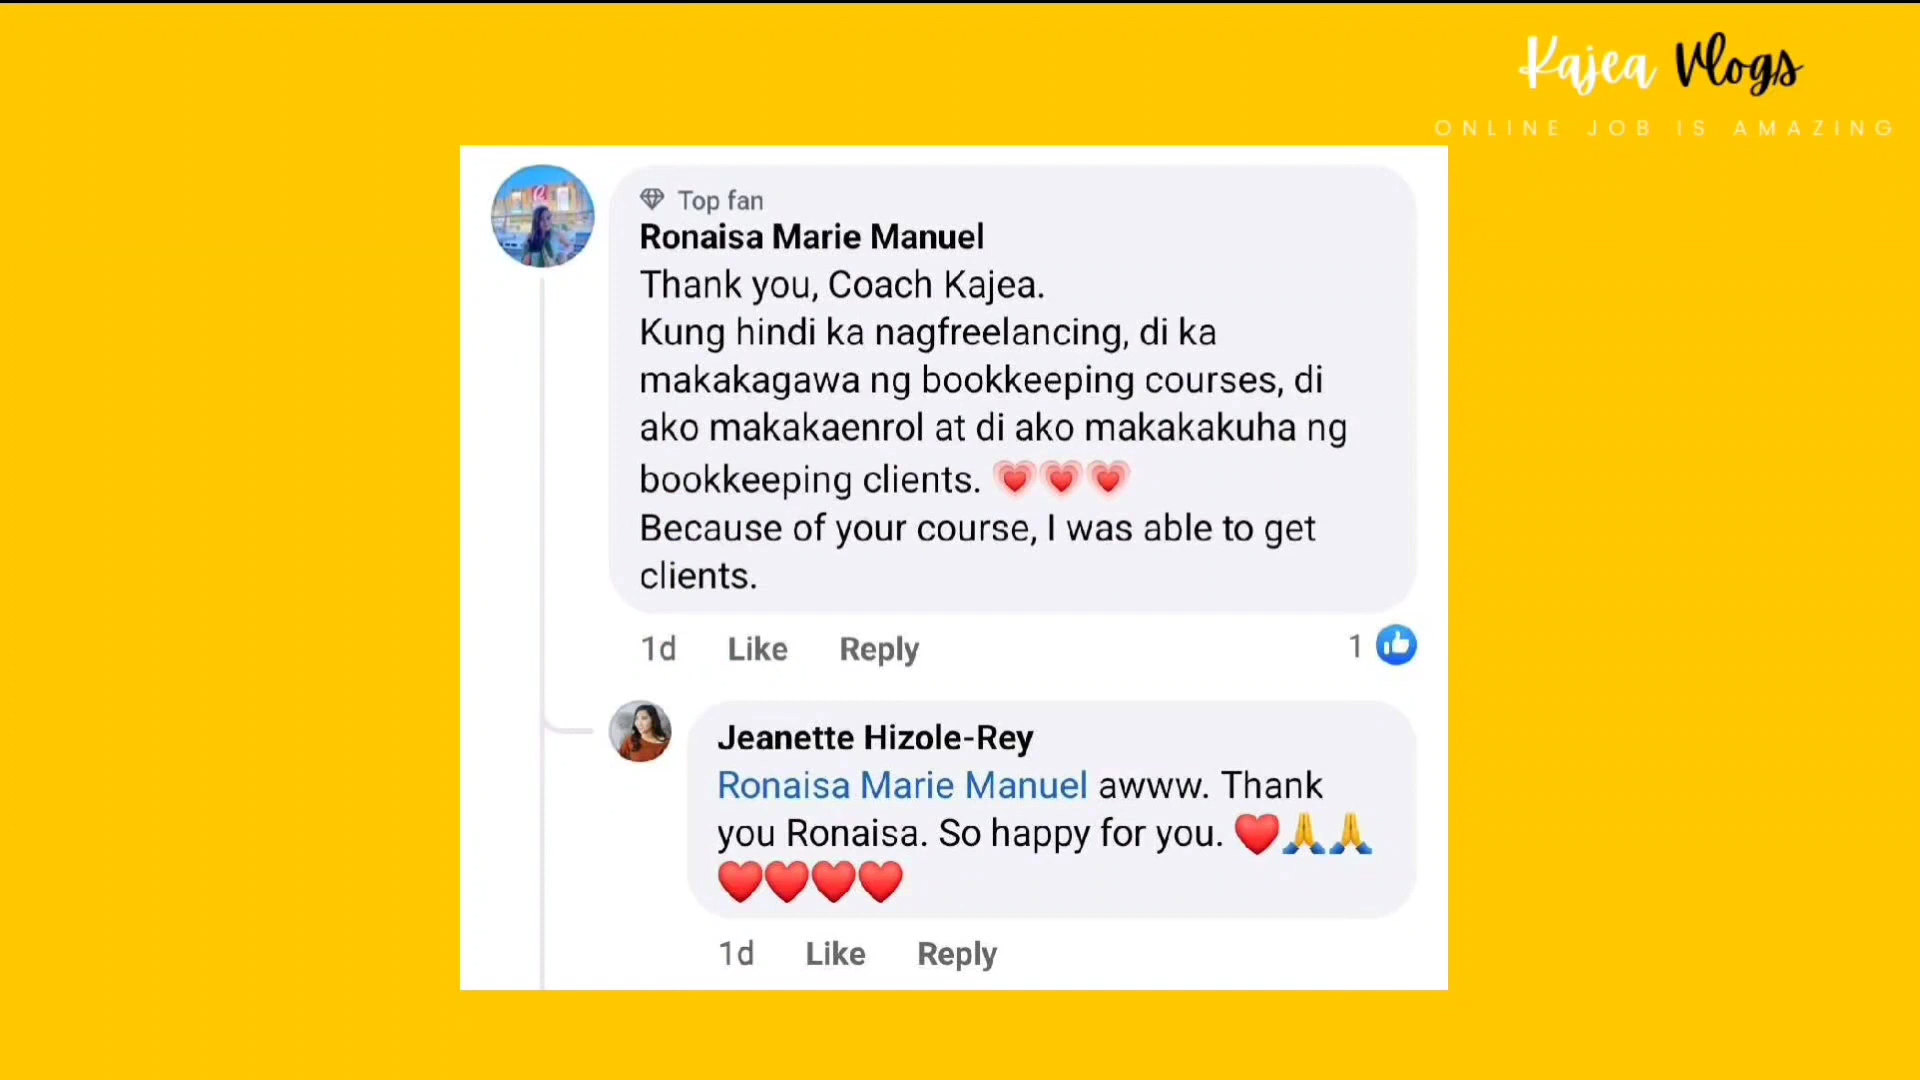 Kajea Vlogs
ONLINE JOB IS AMAZING
Top fan
Ronaisa Marie Manuel
Thank you, Coach Kajea.
Kung hindi ka nagfreelancing, di ka
makakagawa ng bookkeeping courses, di
ako makakaenrol at di ako makakakuha ng
bookkeeping clients. 💗💗💗
Because of your course, I was able to get
clients.
1d Like Reply 1
Jeanette Hizole-Rey
Ronaisa Marie Manuel awww. Thank
you Ronaisa. So happy for you. ❤️🙏🙏
❤️❤️❤️❤️
1d Like Reply